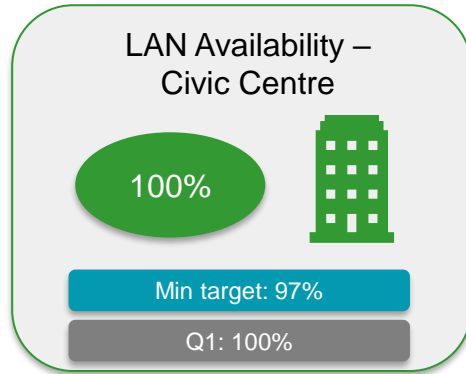 LAN Availability –
Civic Centre
100%
Min target: 97%
Q1: 100%